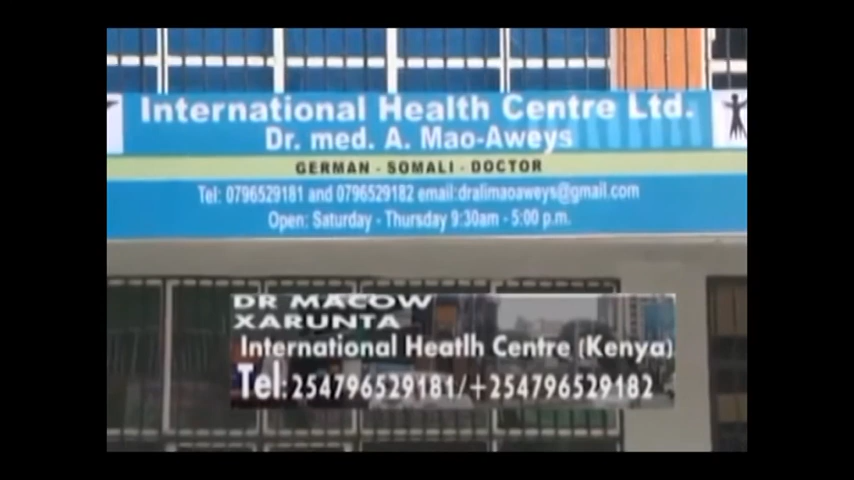 International Health Centre Ltd.
Dr. med. A. Mao-Aweys
GERMAN - SOMALI - DOCTOR
Tel: 0796529181 and 0796529182 email:dralimaoaweys@gmail.com
Open: Saturday - Thursday 9:30am - 5:00 p.m.
DR MACOW
XARUNTA
International Heatlh Centre (Kenya)
Tel:254796529181/+254796529182